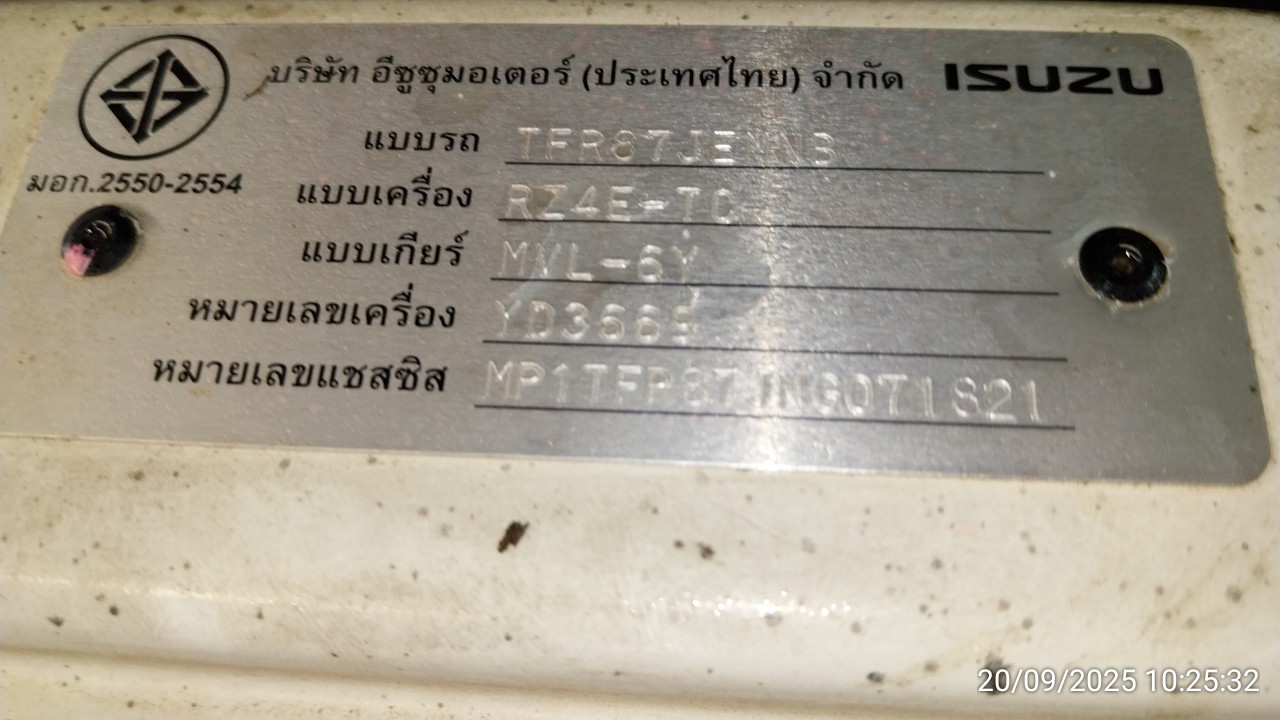 บริษัท อีซูซุมอเตอร์ (ประเทศไทย) จำกัด ISUZU
แบบรถ
มอก.2550-2554
แบบเครื่อง RZ4E-TC
แบบเกียร์ MVL-6Y
หมายเลขเครื่อง
หมายเลขแชสซิส
20/09/2025 10:25:32